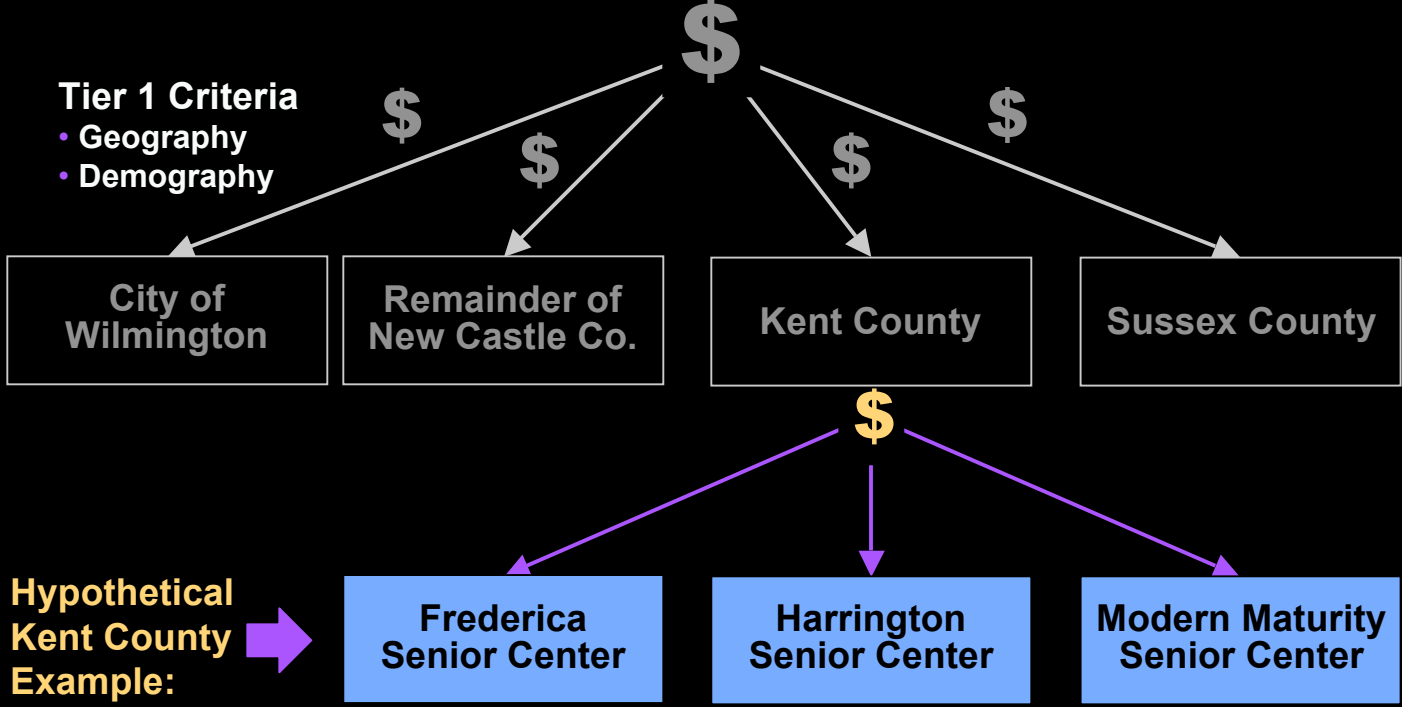 $
Tier 1 Criteria
• Geography
• Demography
$
$
$
$
City of
Wilmington
Remainder of
New Castle Co.
Kent County
Sussex County
$
Hypothetical
Kent County
Example:
Frederica
Senior Center
Harrington
Senior Center
Modern Maturity
Senior Center